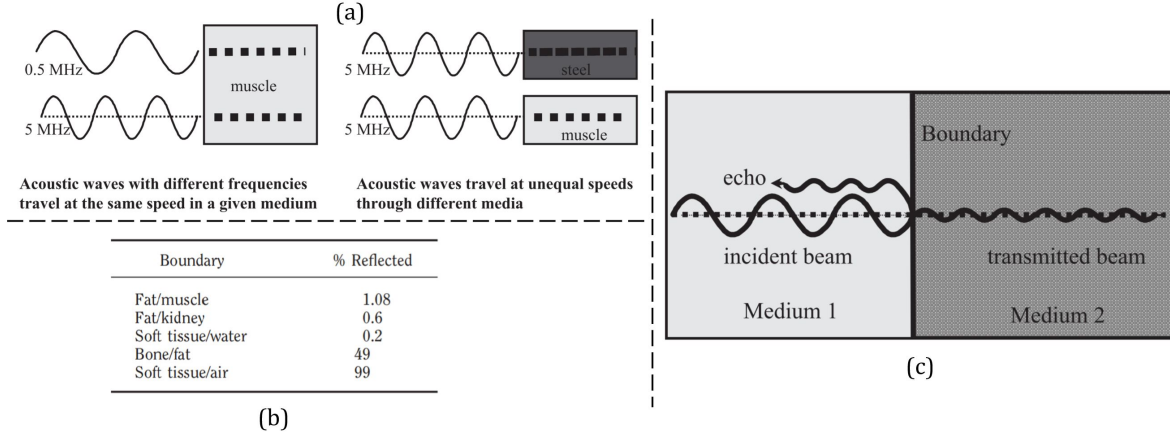 (a)
0.5 MHz
muscle
5 MHz
5 MHz
steel
5 MHz
muscle
Acoustic waves with different frequencies
travel at the same speed in a given medium
Acoustic waves travel at unequal speeds
through different media
Boundary % Reflected
Fat/muscle 1.08
Fat/kidney 0.6
Soft tissue/water 0.2
Bone/fat 49
Soft tissue/air 99
(b)
Boundary
echo
incident beam
transmitted beam
Medium 1
Medium 2
(c)